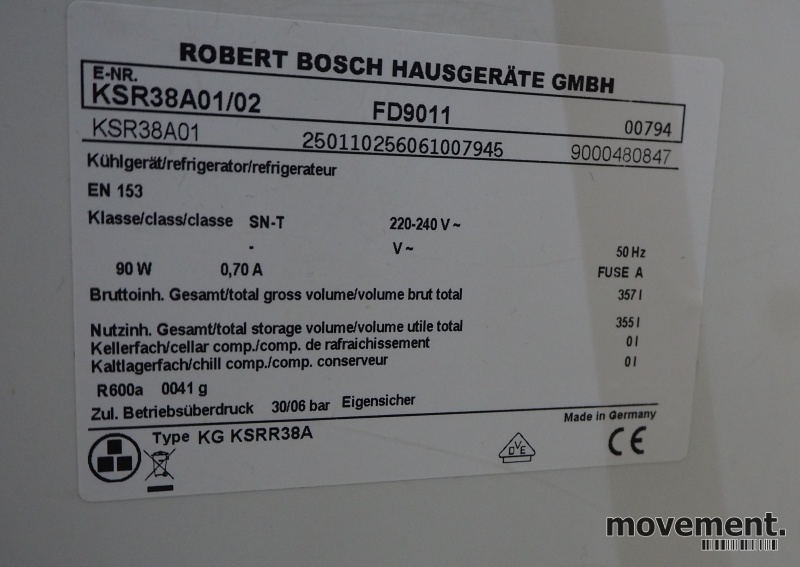 ROBERT BOSCH HAUSGERÄTE GMBH
E-NR.
KSR38A01/02 FD9011 00794
KSR38A01 250110256061007945 9000480847
Kühlgerät/refrigerator/refrigerateur
EN 153
Klasse/class/classe SN-T 220-240 V ~
- V ~ 50 Hz
90 W 0,70 A FUSE A
Bruttoinh. Gesamt/total gross volume/volume brut total 357 l
Nutzinh. Gesamt/total storage volume/volume utile total 355 l
Kellerfach/cellar comp./comp. de rafraichissement 0 l
Kaltlagerfach/chill comp./comp. conserveur 0 l
R600a 0041 g
Zul. Betriebsüberdruck 30/06 bar Eigensicher
Made in Germany
Type KG KSRR38A
DVE
CE
movement.